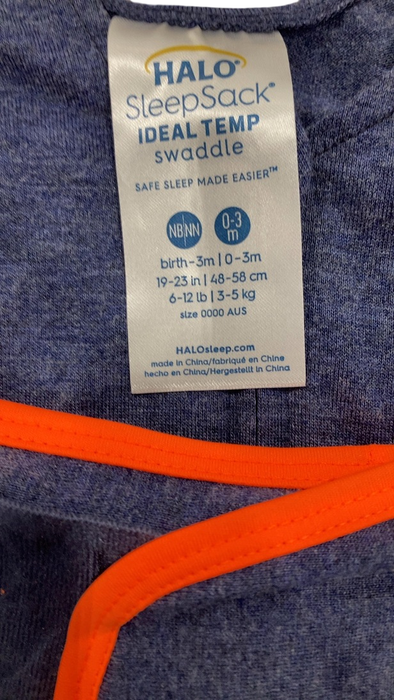 HALO®
SleepSack®
IDEAL TEMP
swaddle
SAFE SLEEP MADE EASIER™
NB|NN 0-3 m
birth-3m | 0-3m
19-23 in | 48-58 cm
6-12 lb | 3-5 kg
size 0000 AUS
HALOsleep.com
made in China/fabriqué en Chine
hecho en China/Hergestellt in China